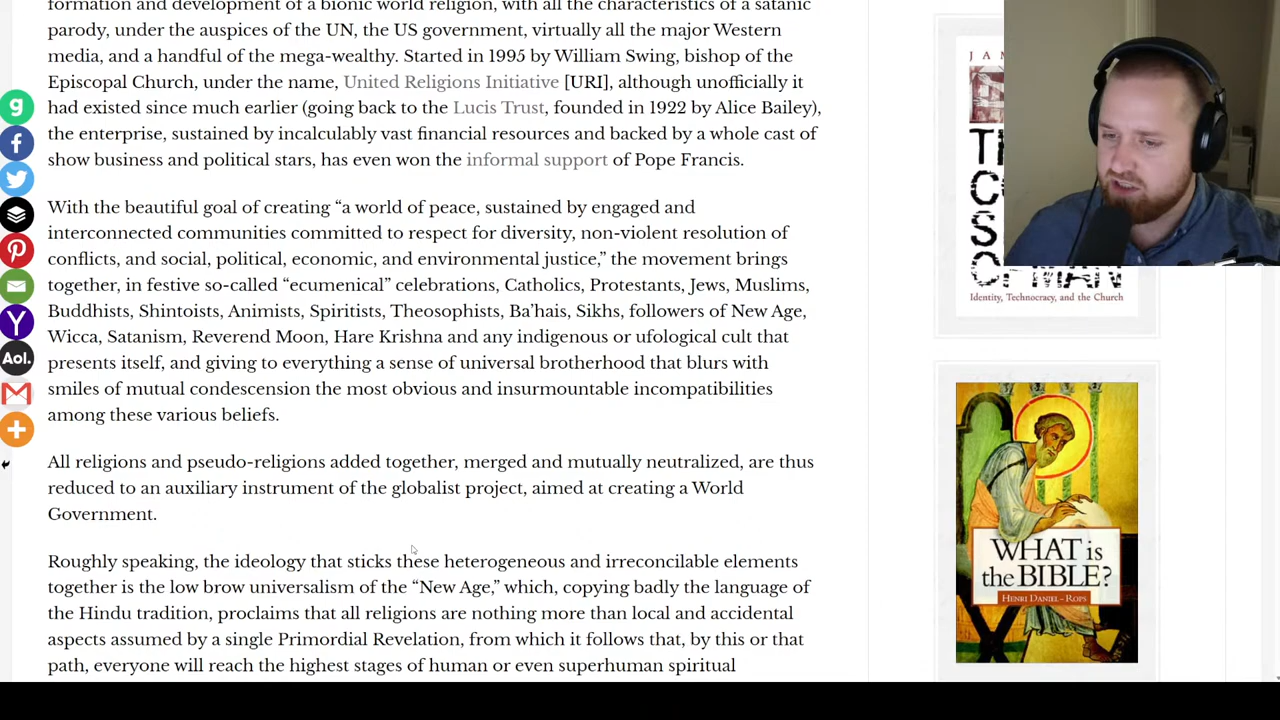 formation and development of a bionic world religion, with all the characteristics of a satanic
parody, under the auspices of the UN, the US government, virtually all the major Western
media, and a handful of the mega-wealthy. Started in 1995 by William Swing, bishop of the
Episcopal Church, under the name, United Religions Initiative [URI], although unofficially it
had existed since much earlier (going back to the Lucis Trust, founded in 1922 by Alice Bailey),
the enterprise, sustained by incalculably vast financial resources and backed by a whole cast of
show business and political stars, has even won the informal support of Pope Francis.
With the beautiful goal of creating “a world of peace, sustained by engaged and
interconnected communities committed to respect for diversity, non-violent resolution of
conflicts, and social, political, economic, and environmental justice,” the movement brings
together, in festive so-called “ecumenical” celebrations, Catholics, Protestants, Jews, Muslims,
Buddhists, Shintoists, Animists, Spiritists, Theosophists, Ba’hais, Sikhs, followers of New Age,
Wicca, Satanism, Reverend Moon, Hare Krishna and any indigenous or ufological cult that
presents itself, and giving to everything a sense of universal brotherhood that blurs with
smiles of mutual condescension the most obvious and insurmountable incompatibilities
among these various beliefs.
All religions and pseudo-religions added together, merged and mutually neutralized, are thus
reduced to an auxiliary instrument of the globalist project, aimed at creating a World
Government.
Roughly speaking, the ideology that sticks these heterogeneous and irreconcilable elements
together is the low brow universalism of the “New Age,” which, copying badly the language of
the Hindu tradition, proclaims that all religions are nothing more than local and accidental
aspects assumed by a single Primordial Revelation, from which it follows that, by this or that
path, everyone will reach the highest stages of human or even superhuman spiritual
Aol.
JAM
OF MAN
Identity, Technocracy, and the Church
WHAT is
the BIBLE?
HENRI DANIEL-ROPS